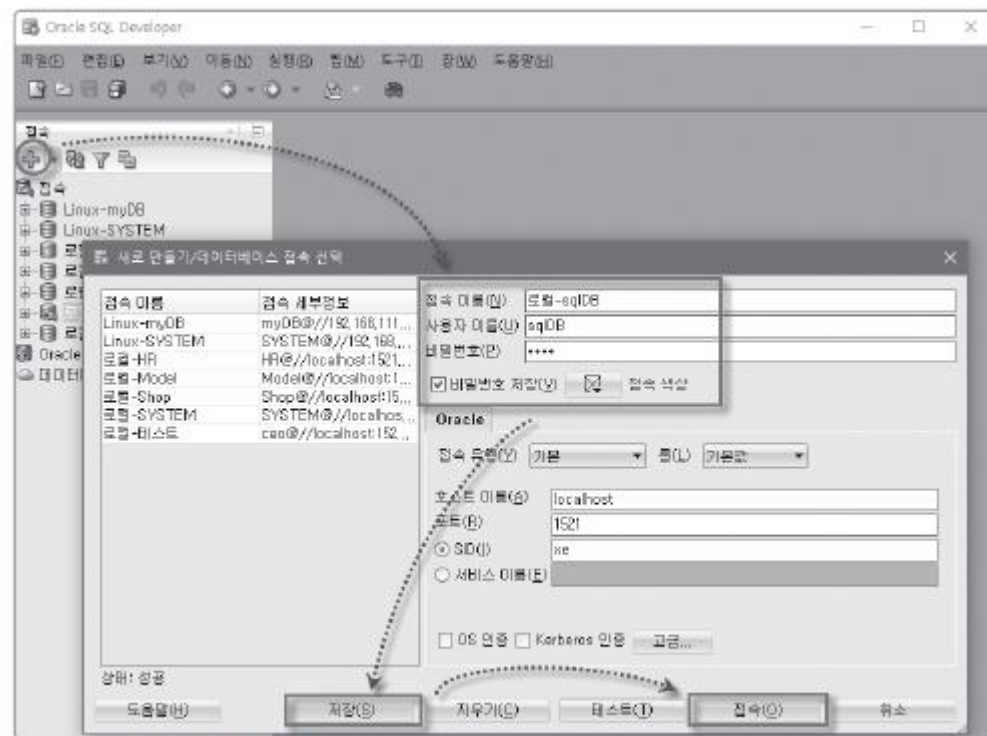 Oracle SQL Developer
파일(F) 편집(E) 보기(V) 이동(N) 실행(R) 팀(M) 도구(T) 창(W) 도움말(H)
접속
접속
Linux-myDB
Linux-SYSTEM
Oracle
새로 만들기/데이터베이스 접속 선택
접속 이름 접속 세부정보
Linux-myDB myDB@//192,168,111,...
Linux-SYSTEM SYSTEM@//192,168,...
로컬-HR HR@//localhost:1521,...
로컬-Model Model@//localhost:1...
로컬-Shop Shop@//localhost:15...
로컬-SYSTEM SYSTEM@//localhos...
로컬-비스트 ceo@//localhost:152...
접속 이름(N) 로컬-sqlDB
사용자 이름(U) sqlDB
비밀번호(P) ••••
비밀번호 저장(V) 접속 색상
Oracle
접속 유형(Y) 기본 롤(L) 기본값
호스트 이름(A) localhost
포트(R) 1521
SID(I) xe
서비스 이름(E)
OS 인증 Kerberos 인증 고급...
상태: 성공
도움말(H) 저장(S) 지우기(C) 테스트(T) 접속(O) 취소